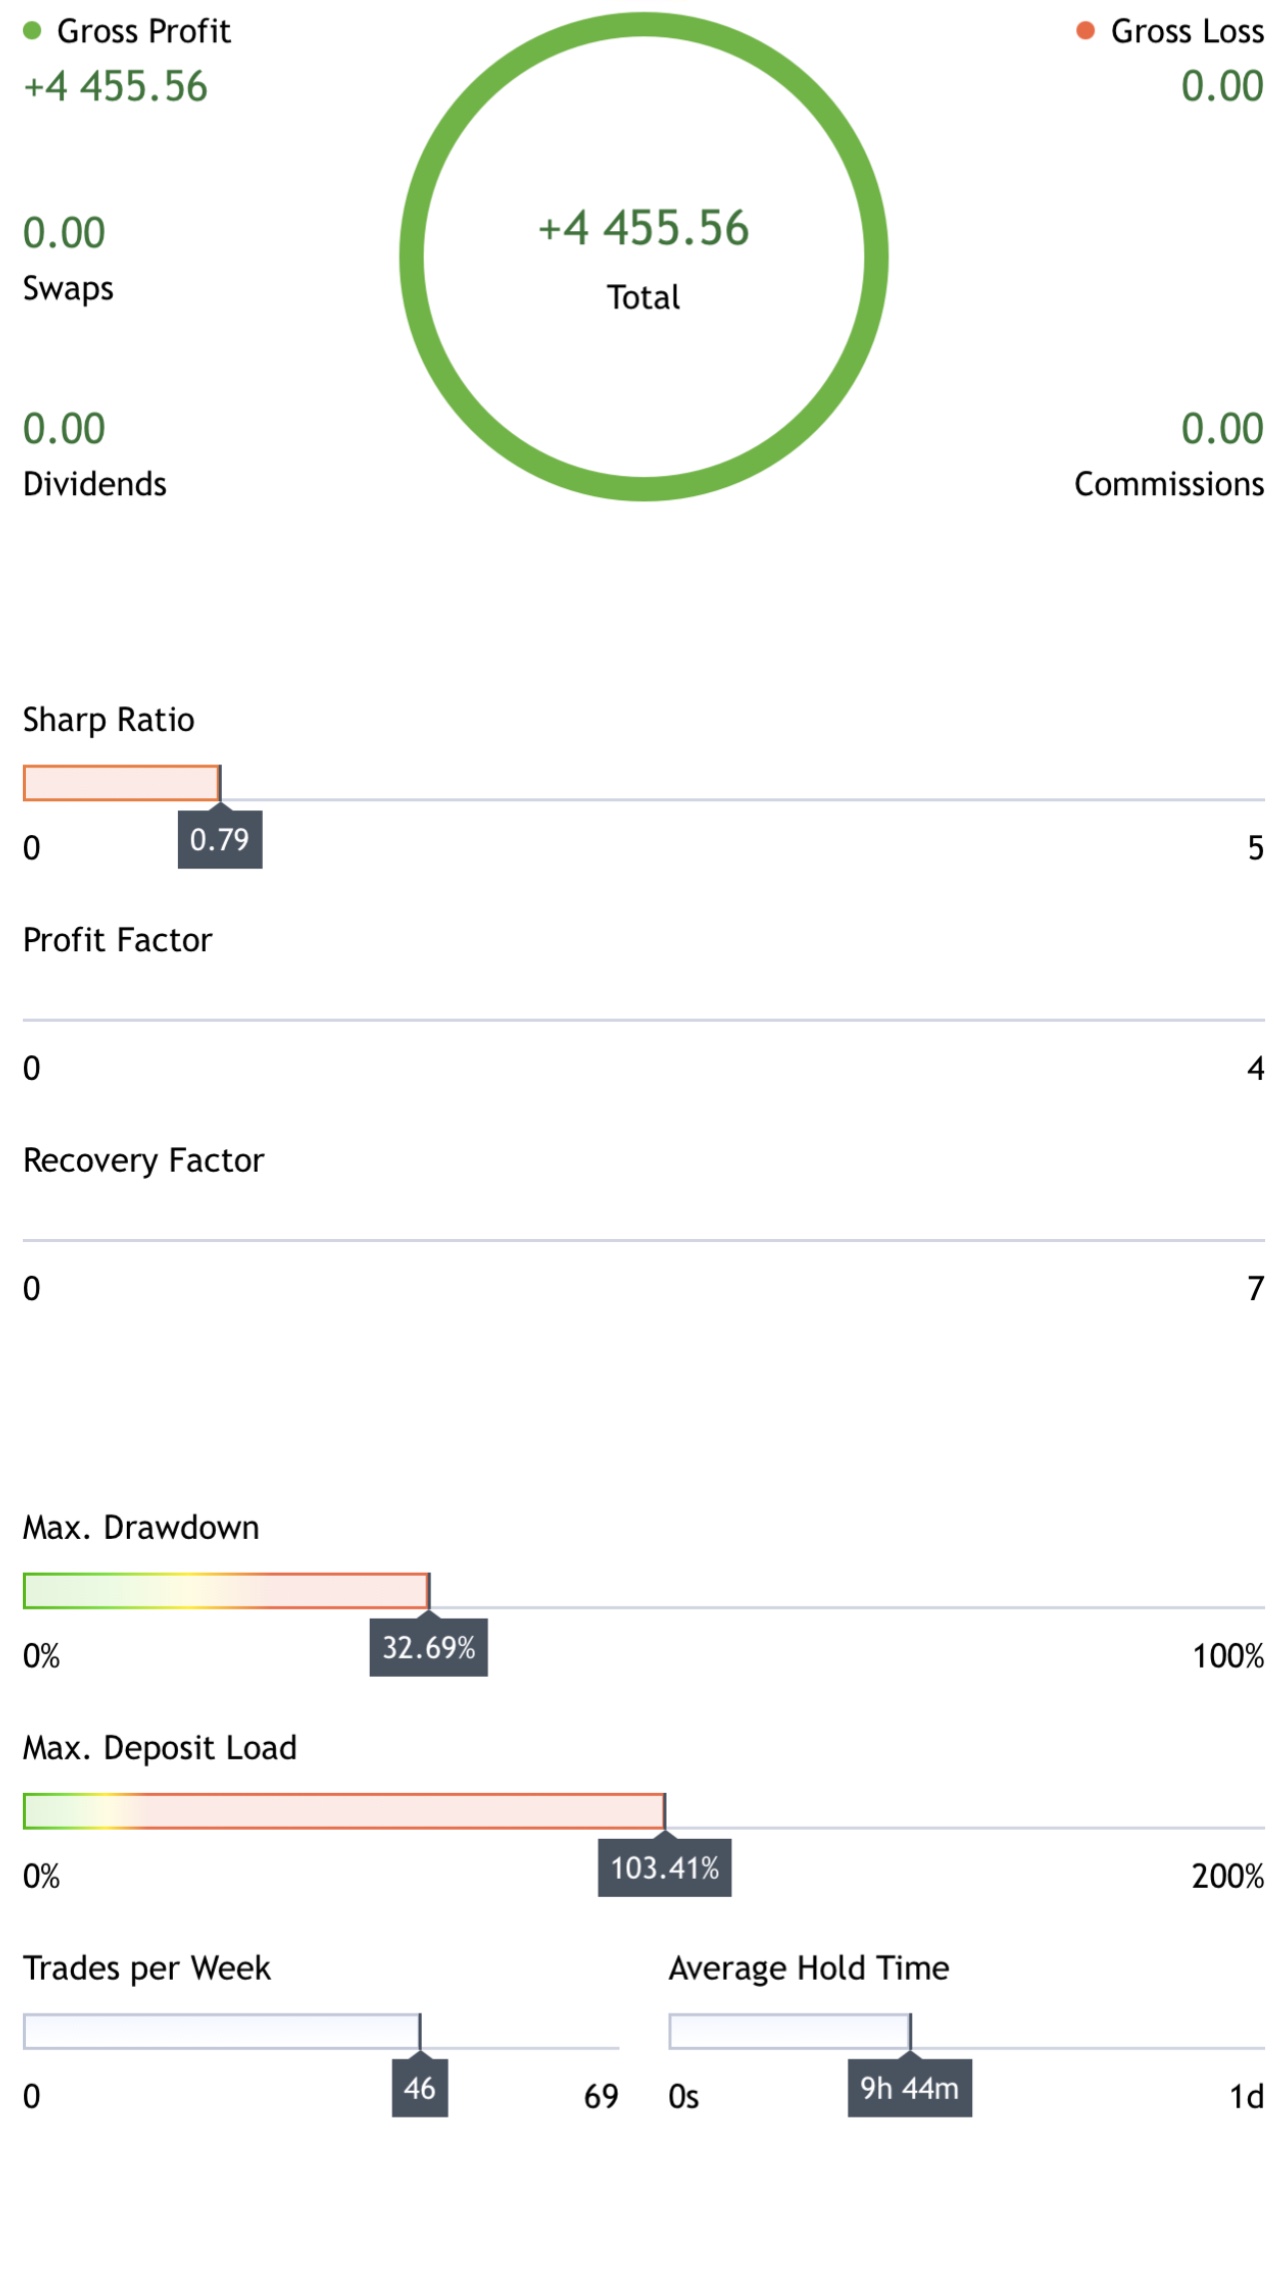 Gross Profit
Gross Loss
+4 455.56
0.00
+4 455.56
Total
0.00
Swaps
0.00
Dividends
0.00
Commissions
Sharp Ratio
0.79
0
5
Profit Factor
0
4
Recovery Factor
0
7
Max. Drawdown
32.69%
0%
100%
Max. Deposit Load
103.41%
0%
200%
Trades per Week
46
0
69
Average Hold Time
9h 44m
0s
1d